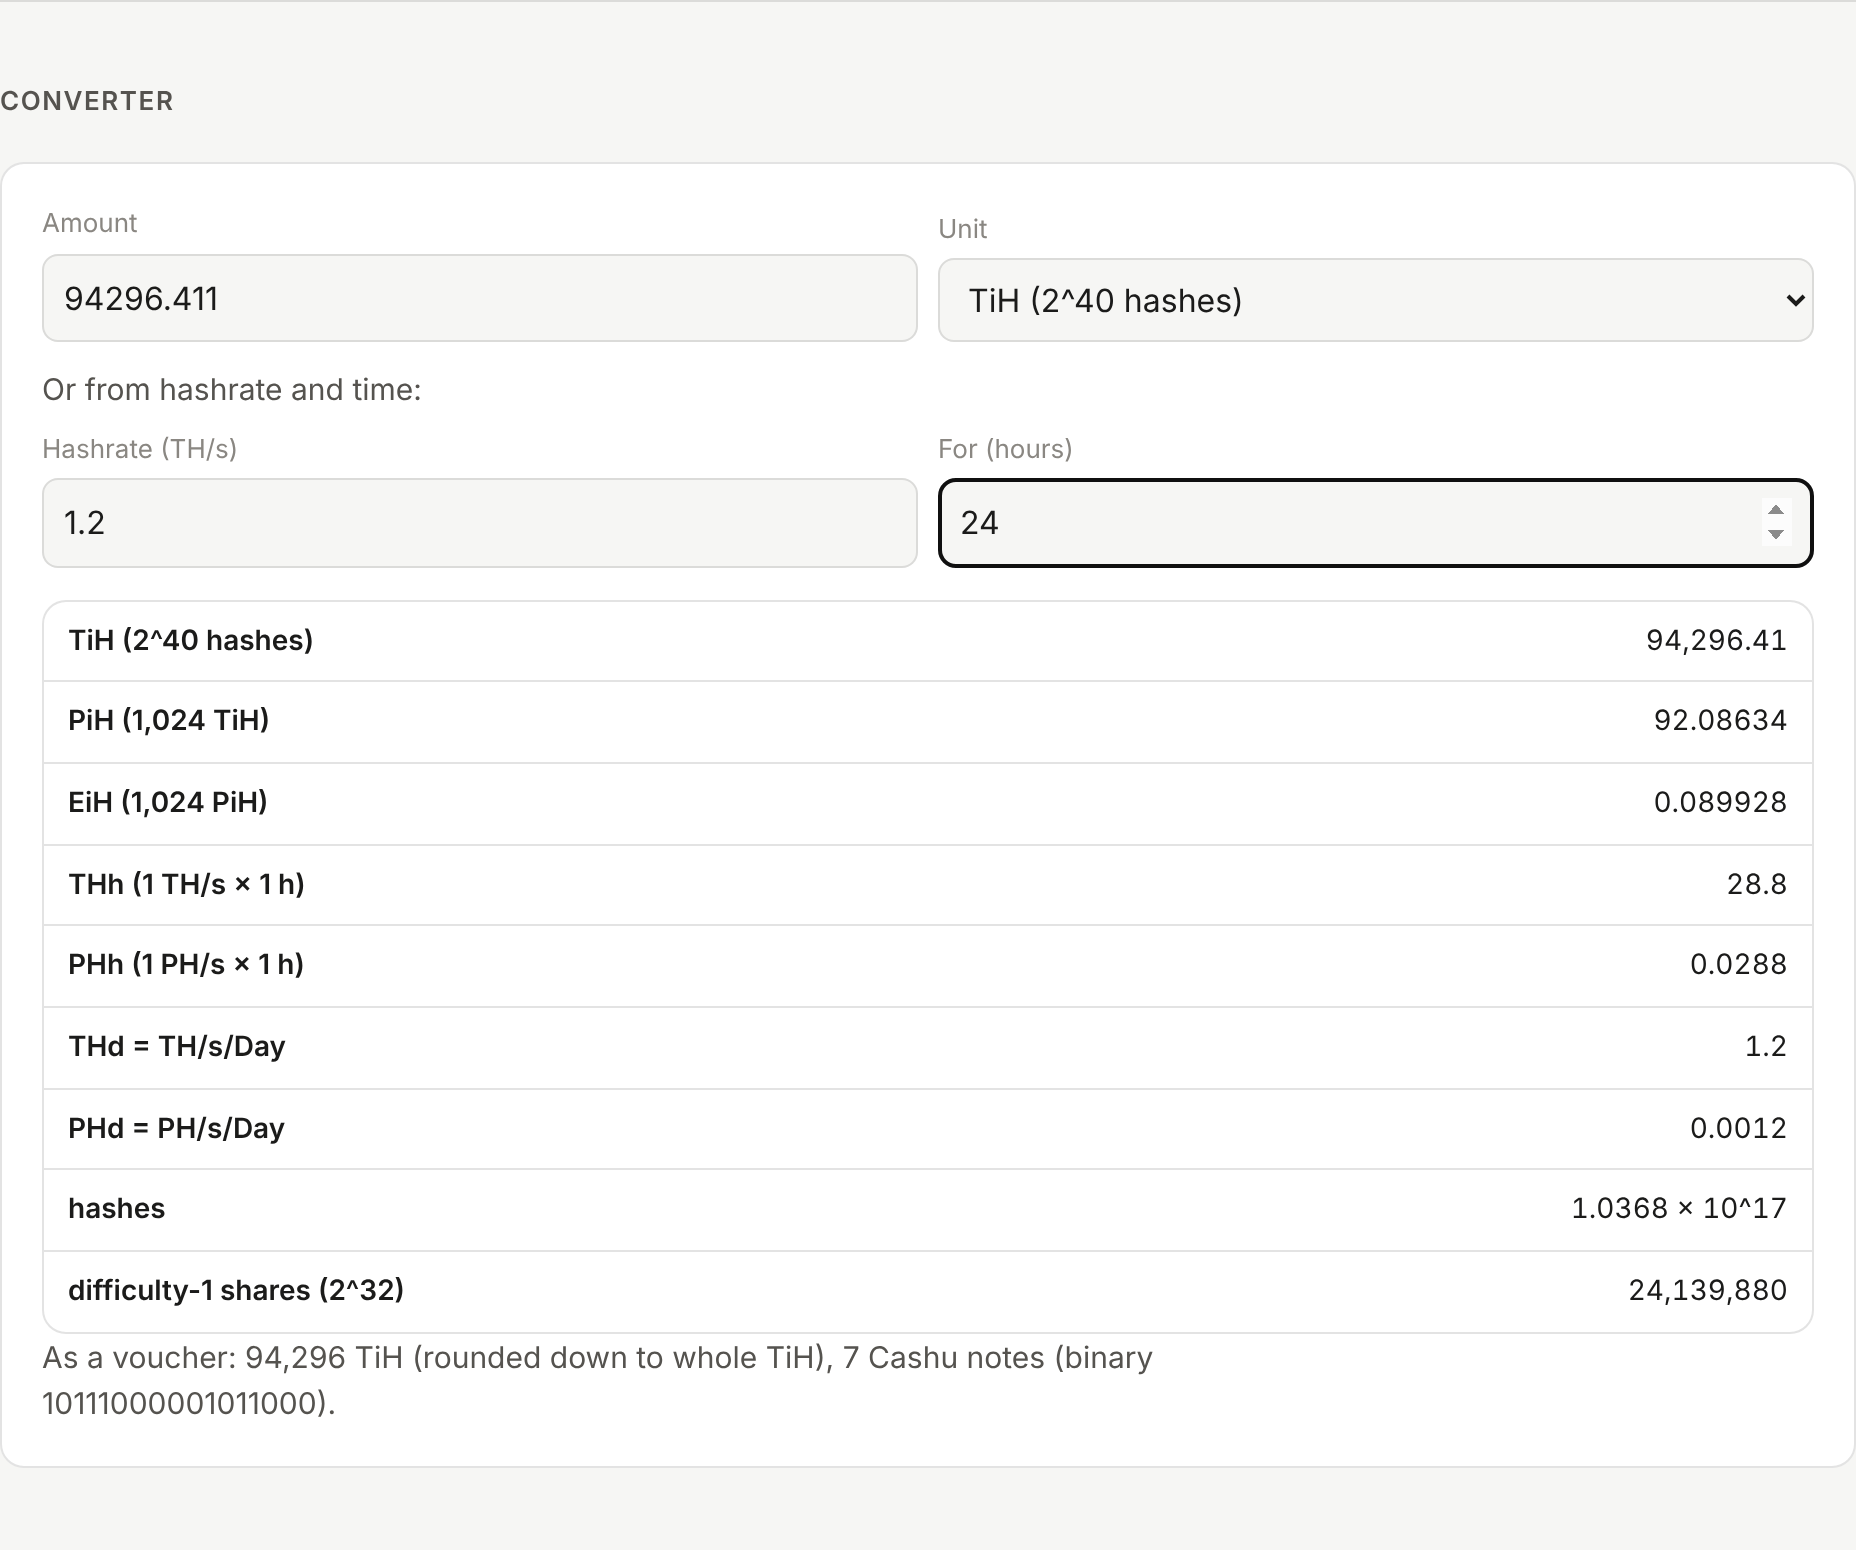 CONVERTER
Amount
Unit
94296.411
TiH (2^40 hashes)
Or from hashrate and time:
Hashrate (TH/s)
For (hours)
1.2
24
TiH (2^40 hashes) 94,296.41
PiH (1,024 TiH) 92.08634
EiH (1,024 PiH) 0.089928
THh (1 TH/s × 1 h) 28.8
PHh (1 PH/s × 1 h) 0.0288
THd = TH/s/Day 1.2
PHd = PH/s/Day 0.0012
hashes 1.0368 × 10^17
difficulty-1 shares (2^32) 24,139,880
As a voucher: 94,296 TiH (rounded down to whole TiH), 7 Cashu notes (binary
10111000001011000).